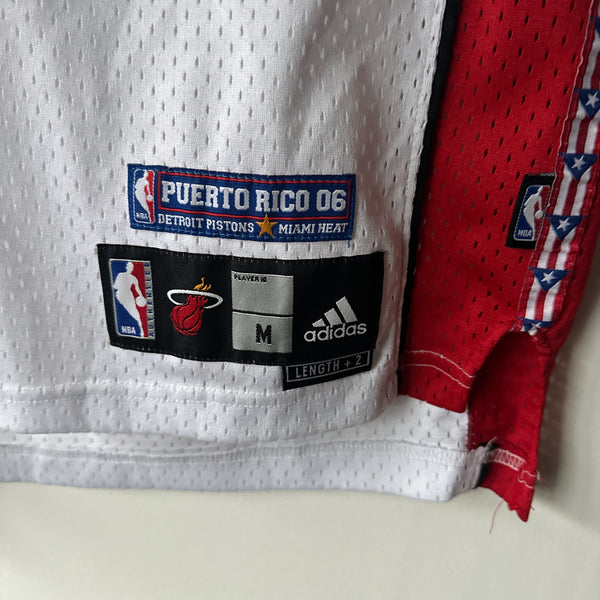 NBA
PUERTO RICO 06
DETROIT PISTONS ★ MIAMI HEAT
NBA
NBA
PLAYER ID
M
adidas
LENGTH + 2